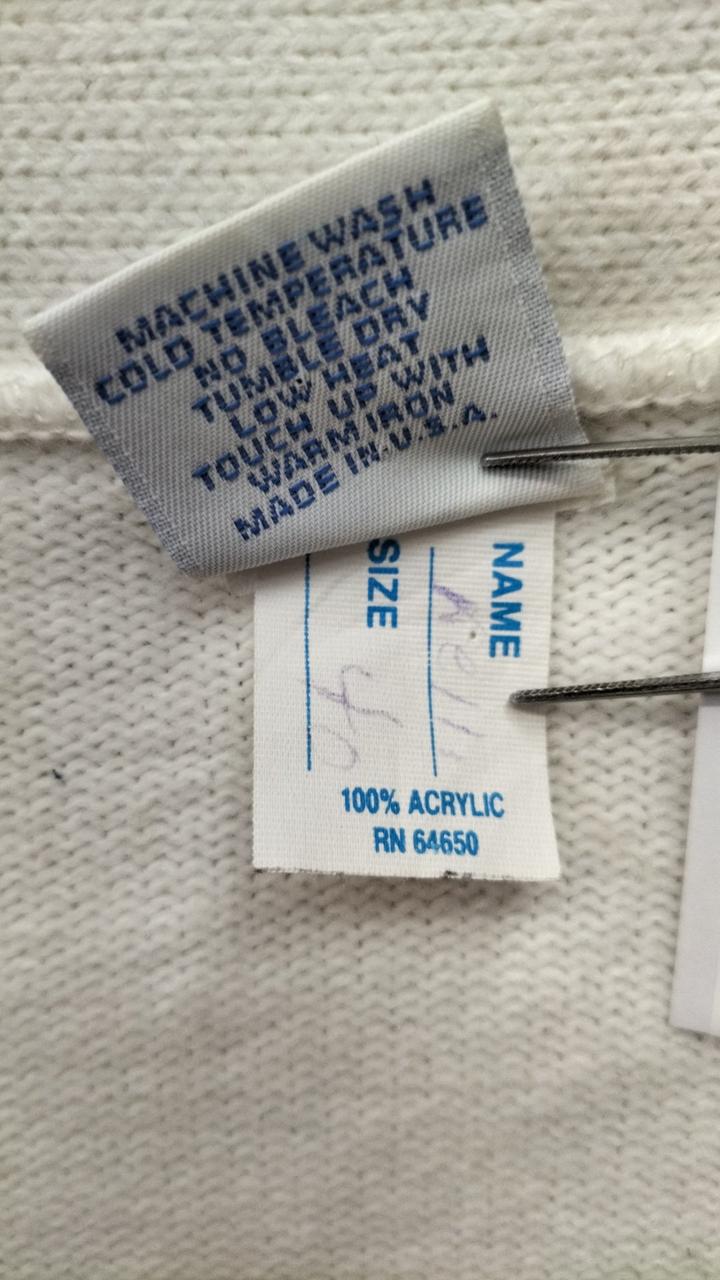 MACHINE WASH
COLD TEMPERATURE
NO BLEACH
TUMBLE DRY
LOW HEAT
TOUCH UP WITH
WARM IRON
MADE IN U.S.A.
NAME
SIZE
100% ACRYLIC
RN 64650